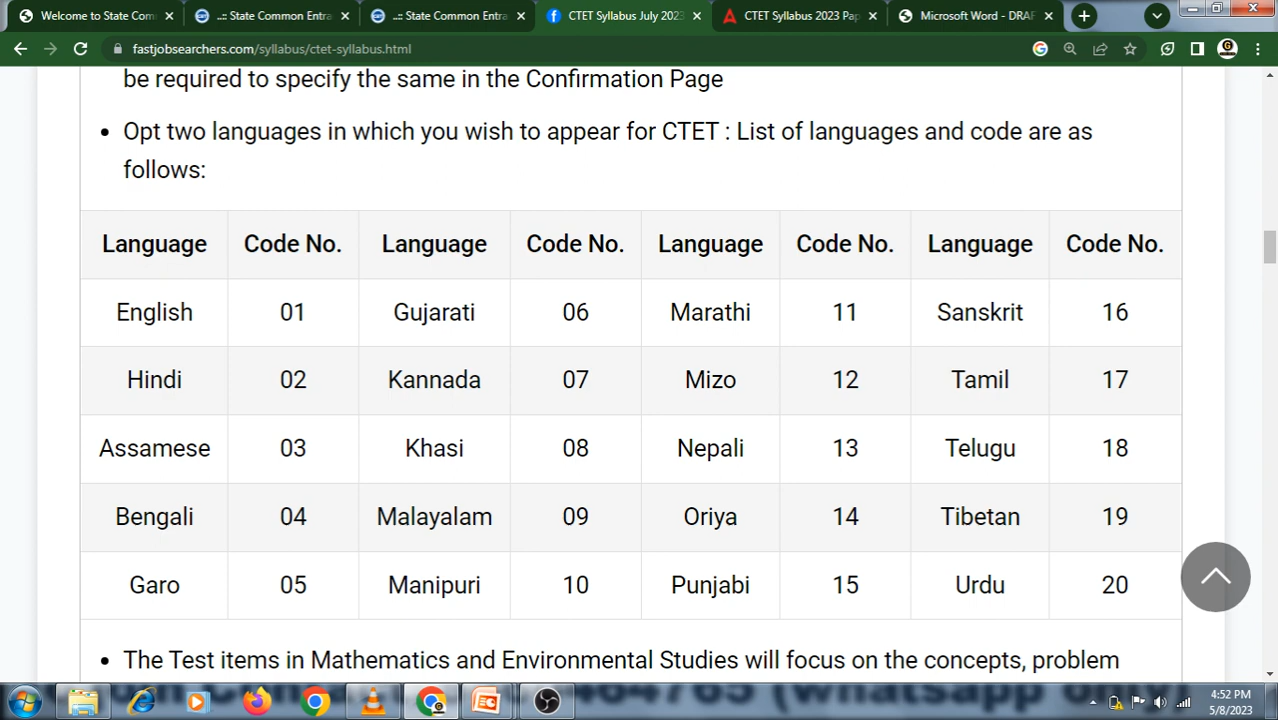 Welcome to State Com
..:: State Common Entra
..:: State Common Entra
CTET Syllabus July 2023
CTET Syllabus 2023 Pap
Microsoft Word - DRAF
fastjobsearchers.com/syllabus/ctet-syllabus.html
be required to specify the same in the Confirmation Page
• Opt two languages in which you wish to appear for CTET : List of languages and code are as
follows:
Language Code No. Language Code No. Language Code No. Language Code No.
English 01 Gujarati 06 Marathi 11 Sanskrit 16
Hindi 02 Kannada 07 Mizo 12 Tamil 17
Assamese 03 Khasi 08 Nepali 13 Telugu 18
Bengali 04 Malayalam 09 Oriya 14 Tibetan 19
Garo 05 Manipuri 10 Punjabi 15 Urdu 20
• The Test items in Mathematics and Environmental Studies will focus on the concepts, problem
4:52 PM
5/8/2023